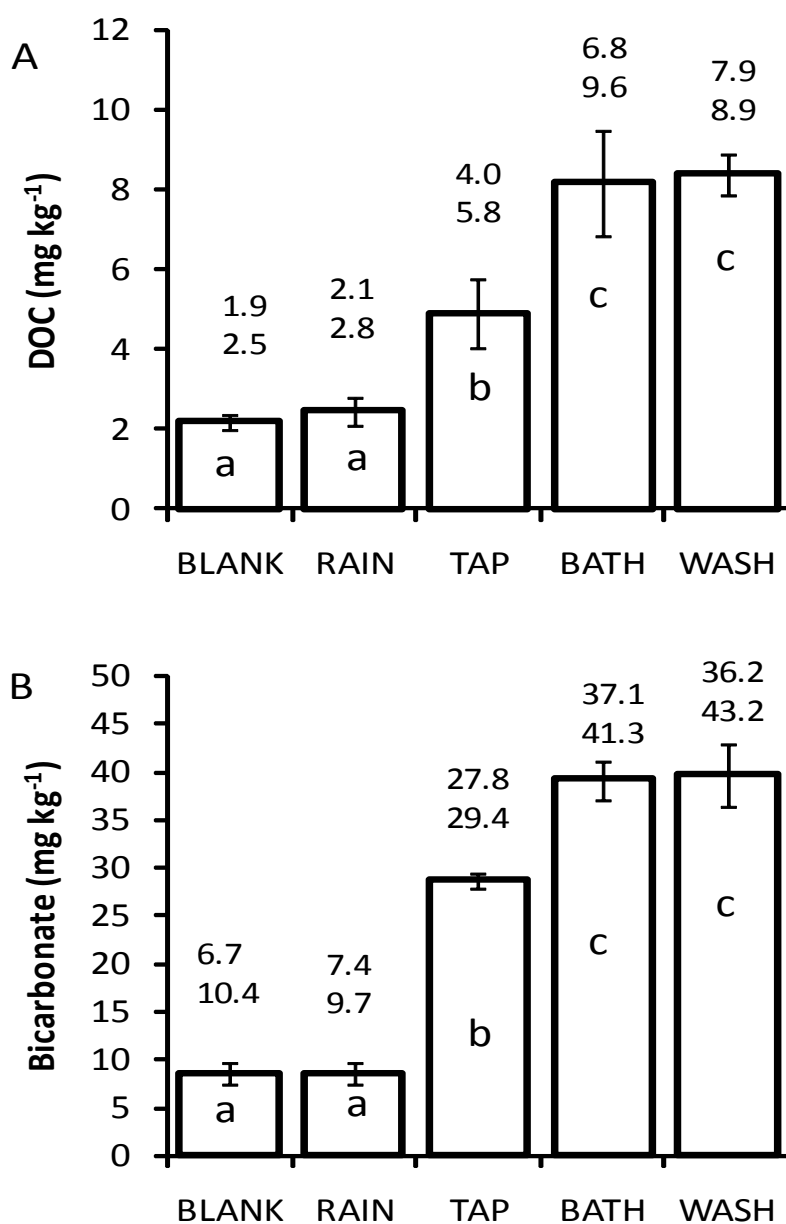 A
DOC (mg kg-1)
12
10
8
6
4
2
0
1.9
2.5
2.1
2.8
4.0
5.8
6.8
9.6
7.9
8.9
a
a
b
c
c
BLANK RAIN TAP BATH WASH
B
Bicarbonate (mg kg-1)
50
45
40
35
30
25
20
15
10
5
0
6.7
10.4
7.4
9.7
27.8
29.4
37.1
41.3
36.2
43.2
a
a
b
c
c
BLANK RAIN TAP BATH WASH